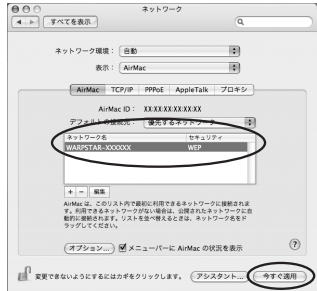 ネットワーク
すべてを表示
ネットワーク環境： 自動
表示： AirMac
AirMac TCP/IP PPPoE AppleTalk プロキシ
AirMac ID： XX:XX:XX:XX:XX:XX
デフォルトの接続先： 優先するネットワーク
ネットワーク名 セキュリティ
WARPSTAR-XXXXXX WEP
+ − 編集
AirMac は、このリスト内で最初に利用できるネットワークに接続されま
す。利用できるネットワークがない場合は、公開されたネットワークに自
動的に接続されます。リストを並べ替えるときは、ネットワーク名をド
ラッグしてください。
オプション... メニューバーに AirMac の状況を表示 ?
変更できないようにするにはカギをクリックします。 アシスタント... 今すぐ適用